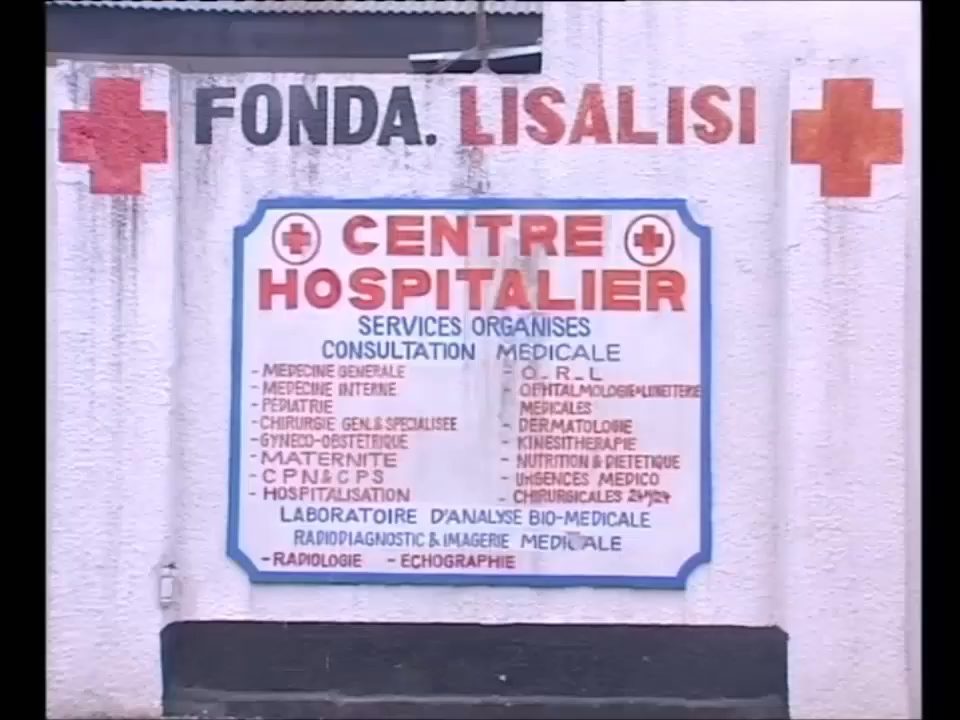 FONDA. LISALISI
CENTRE
HOSPITALIER
SERVICES ORGANISES
CONSULTATION MEDICALE
- MEDECINE GENERALE
- MEDECINE INTERNE
- PEDIATRIE
- CHIRURGIE GEN. & SPECIALISEE
- GYNECO-OBSTETRIQUE
- MATERNITE
- CPN & CPS
- HOSPITALISATION
- O_R_L
- OPHTALMOLOGIE + LUNETTERIE
MEDICALES
- DERMATOLOGIE
- KINESITHERAPIE
- NUTRITION & DIETETIQUE
- URGENCES MEDICO
- CHIRURGICALES 24H/24
LABORATOIRE D'ANALYSE BIO-MEDICALE
RADIODIAGNOSTIC & IMAGERIE MEDICALE
- RADIOLOGIE - ECHOGRAPHIE